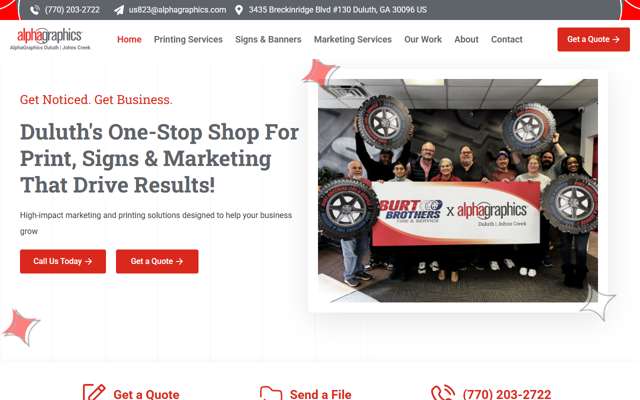 (770) 203-2722 us823@alphagraphics.com 3435 Breckinridge Blvd #130 Duluth, GA 30096 US
alphagraphics
AlphaGraphics Duluth | Johns Creek
Home Printing Services Signs & Banners Marketing Services Our Work About Contact Get a Quote
Get Noticed. Get Business.
Duluth's One-Stop Shop For
Print, Signs & Marketing
That Drive Results!
High-impact marketing and printing solutions designed to help your business
grow
Call Us Today Get a Quote
BURT BROTHERS
TIRE & SERVICE
x alphagraphics
Duluth | Johns Creek
Get a Quote Send a File (770) 203-2722